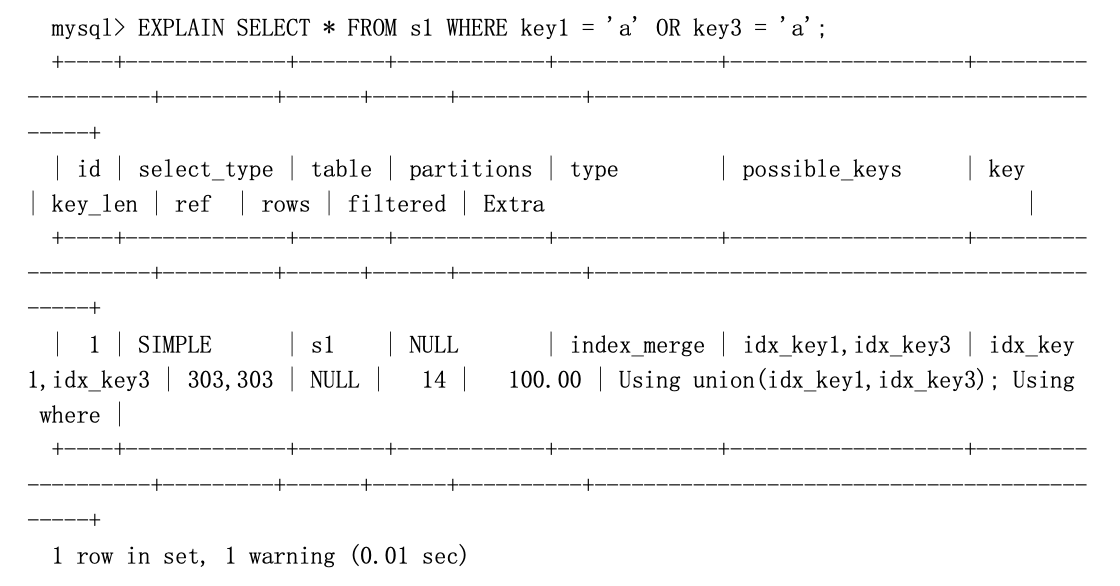 mysql> EXPLAIN SELECT * FROM s1 WHERE key1 = 'a' OR key3 = 'a';
+----+-------------+-------+------------+-------------+-------------------+---------
----------+---------+------+------+----------+---------------------------------------
-----+
| id | select_type | table | partitions | type        | possible_keys     | key
| key_len | ref  | rows | filtered | Extra                                       |
+----+-------------+-------+------------+-------------+-------------------+---------
----------+---------+------+------+----------+---------------------------------------
-----+
|  1 | SIMPLE      | s1    | NULL       | index_merge | idx_key1,idx_key3 | idx_key
1,idx_key3 | 303,303 | NULL |   14 |   100.00 | Using union(idx_key1,idx_key3); Using
where |
+----+-------------+-------+------------+-------------+-------------------+---------
----------+---------+------+------+----------+---------------------------------------
-----+
1 row in set, 1 warning (0.01 sec)